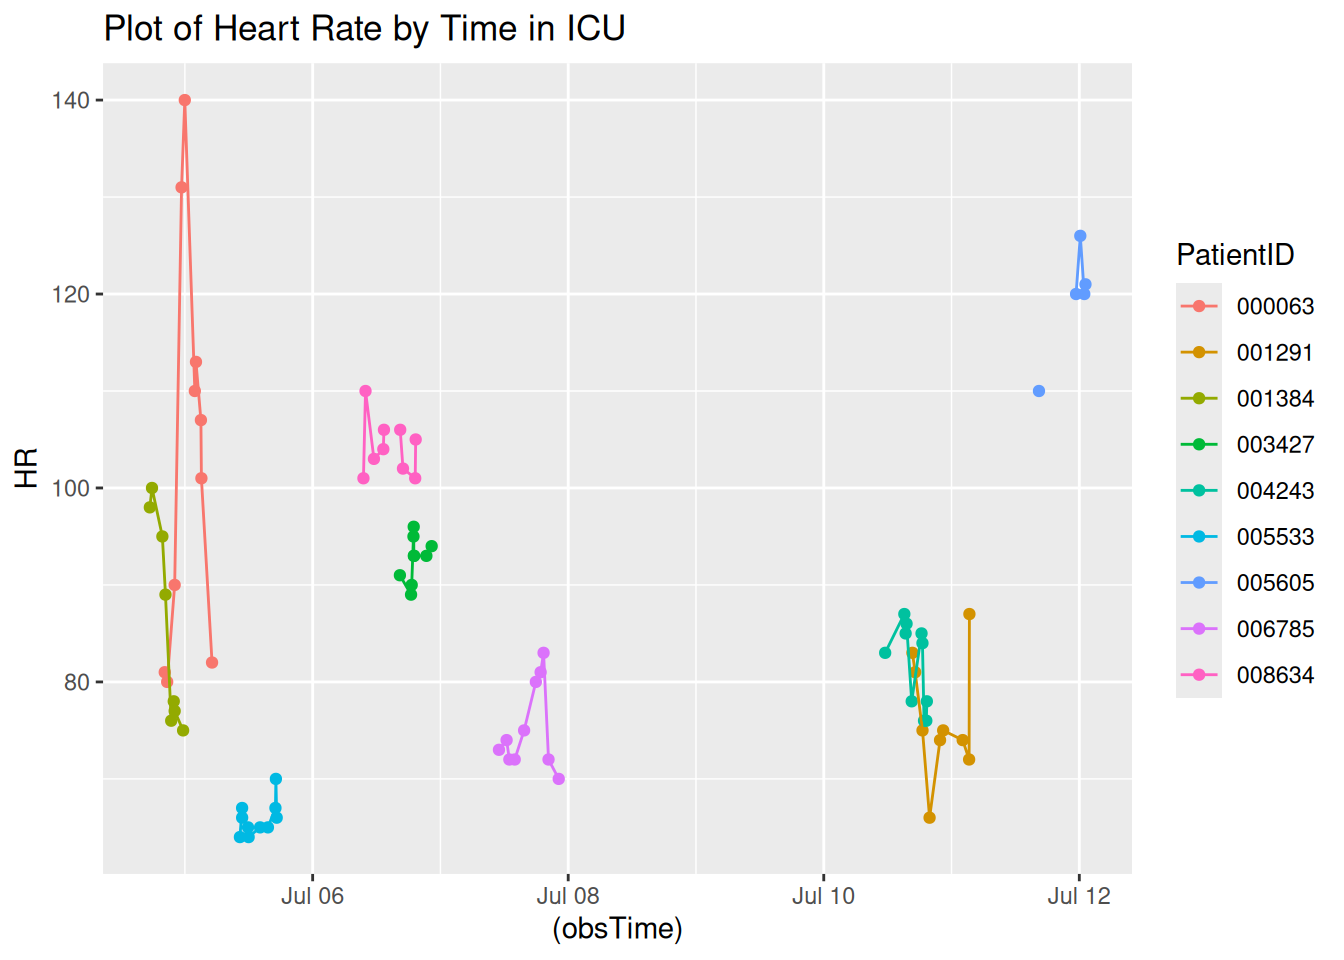 Plot of Heart Rate by Time in ICU
140
120
100
80
HR
Jul 06
Jul 08
Jul 10
Jul 12
(obsTime)
PatientID
000063
001291
001384
003427
004243
005533
005605
006785
008634